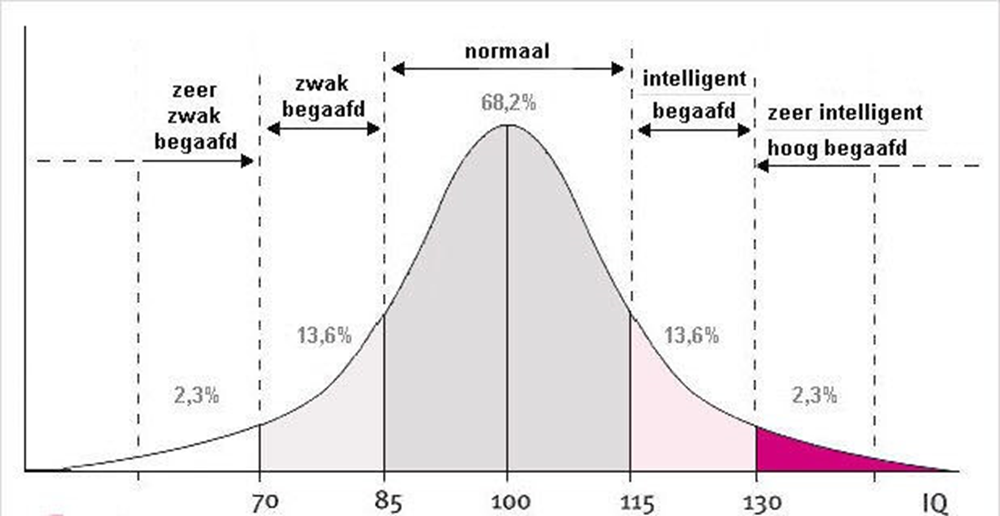 normaal
68,2%
zeer
zwak
begaafd
zwak
begaafd
intelligent
begaafd
zeer intelligent
hoog begaafd
13,6%
13,6%
2,3%
2,3%
70
85
100
115
130
IQ